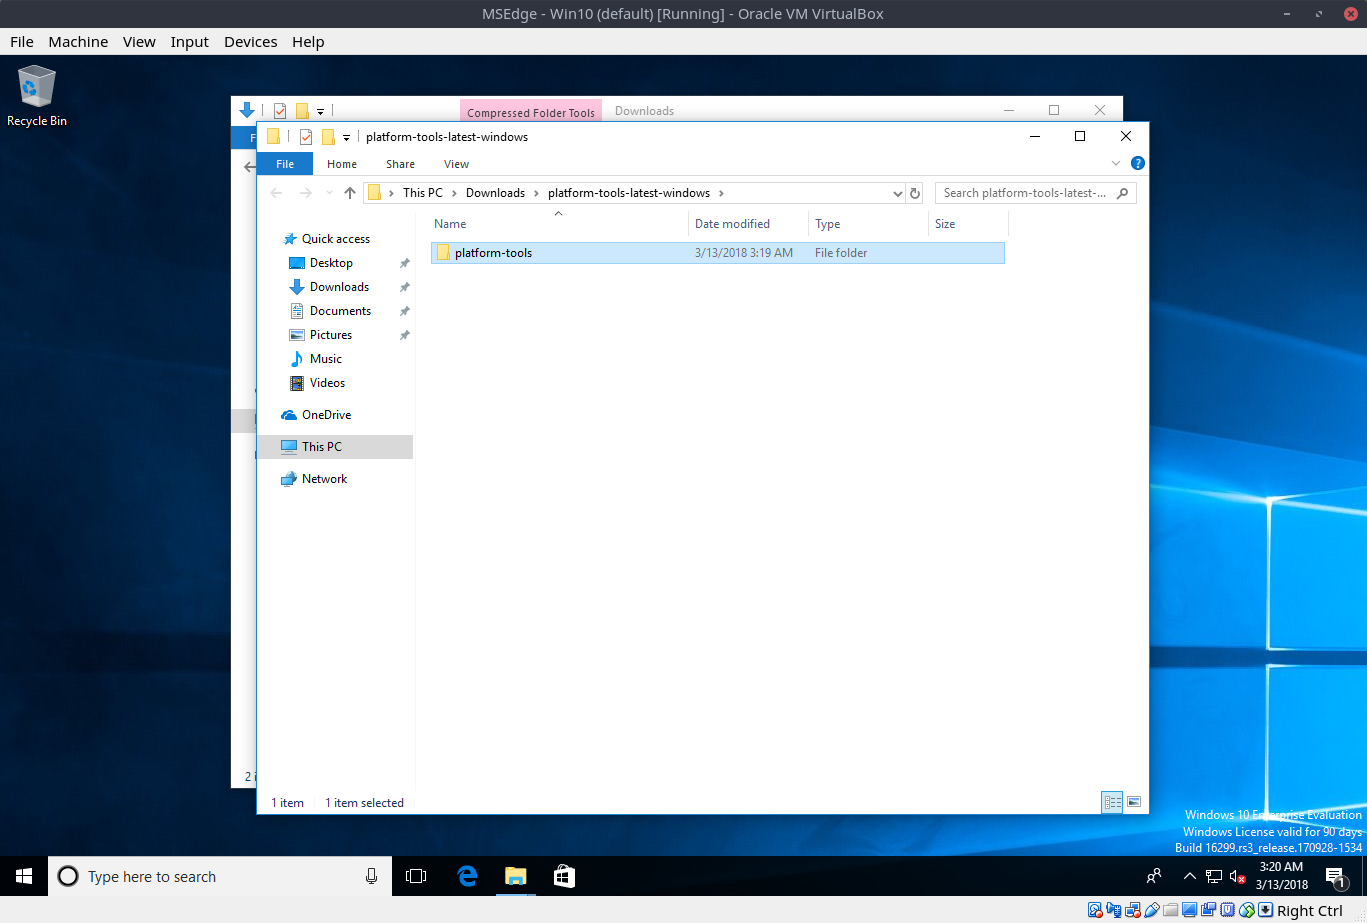 MSEdge - Win10 (default) [Running] - Oracle VM VirtualBox
File Machine View Input Devices Help
Recycle Bin
Compressed Folder Tools Downloads
platform-tools-latest-windows
File Home Share View
This PC Downloads platform-tools-latest-windows
Search platform-tools-latest-...
Name Date modified Type Size
platform-tools 3/13/2018 3:19 AM File folder
Quick access
Desktop
Downloads
Documents
Pictures
Music
Videos
OneDrive
This PC
Network
2
1 item 1 item selected
Windows 10 Enterprise Evaluation
Windows License valid for 90 days
Build 16299.rs3_release.170928-1534
Type here to search
3:20 AM
3/13/2018
1
Right Ctrl